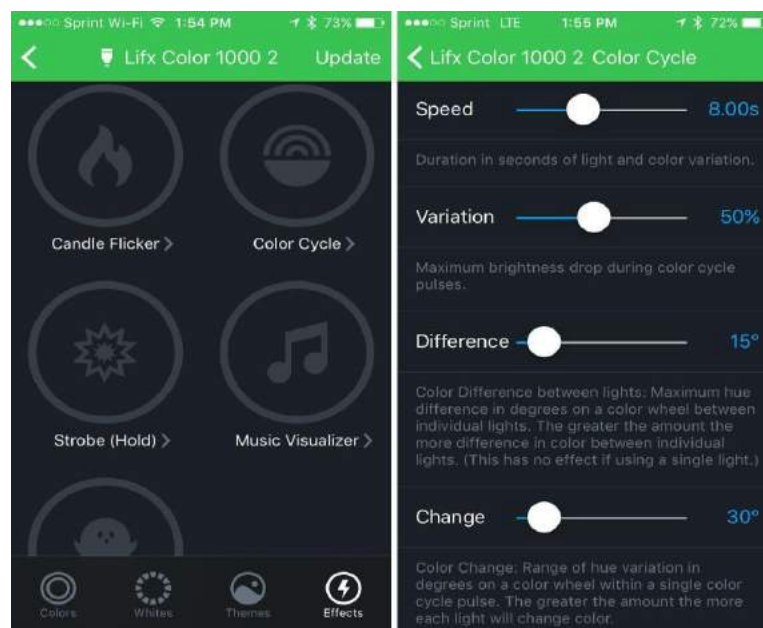 Sprint Wi-Fi 1:54 PM 73%
Lifx Color 1000 2 Update
Candle Flicker >
Color Cycle >
Strobe (Hold) >
Music Visualizer >
Colors
Whites
Themes
Effects
Sprint LTE 1:55 PM 72%
Lifx Color 1000 2 Color Cycle
Speed 8.00s
Duration in seconds of light and color variation.
Variation 50%
Maximum brightness drop during color cycle
pulses.
Difference 15°
Color Difference between lights: Maximum hue
difference in degrees on a color wheel between
individual lights. The greater the amount the
more difference in color between individual
lights. (This has no effect if using a single light.)
Change 30°
Color Change: Range of hue variation in
degrees on a color wheel within a single color
cycle pulse. The greater the amount the more
each light will change color.